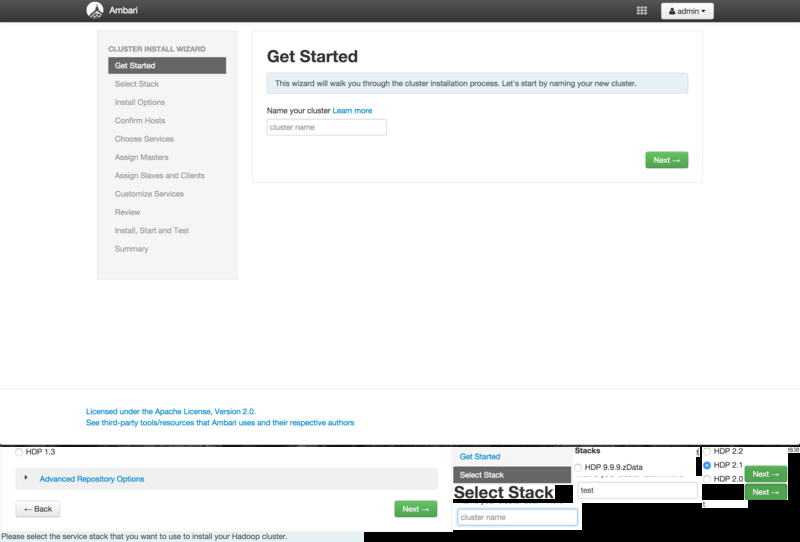 Ambari
admin
CLUSTER INSTALL WIZARD
Get Started
Select Stack
Install Options
Confirm Hosts
Choose Services
Assign Masters
Assign Slaves and Clients
Customize Services
Review
Install, Start and Test
Summary
Get Started
This wizard will walk you through the cluster installation process. Let's start by naming your new cluster.
Name your cluster Learn more
cluster name
Next →
Licensed under the Apache License, Version 2.0.
See third-party tools/resources that Ambari uses and their respective authors
HDP 1.3
Advanced Repository Options
← Back
Next →
Please select the service stack that you want to use to install your Hadoop cluster.
Get Started
Select Stack
Select Stack
cluster name
Stacks
HDP 9.9.9.zData
test
HDP 2.2
HDP 2.1
HDP 2.0
Next →
Next →